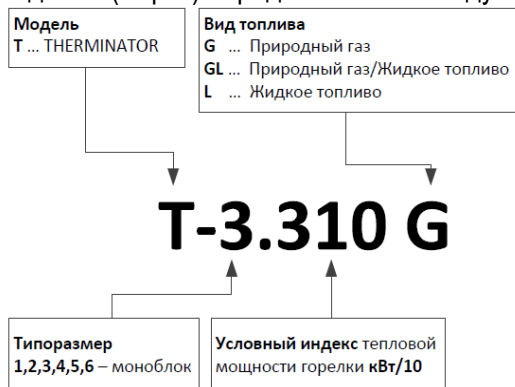 Модель
T ... THERMINATOR
Вид топлива
G ... Природный газ
GL ... Природный газ/Жидкое топливо
L ... Жидкое топливо
T-3.310 G
Типоразмер
1,2,3,4,5,6 – моноблок
Условный индекс тепловой
мощности горелки кВт/10